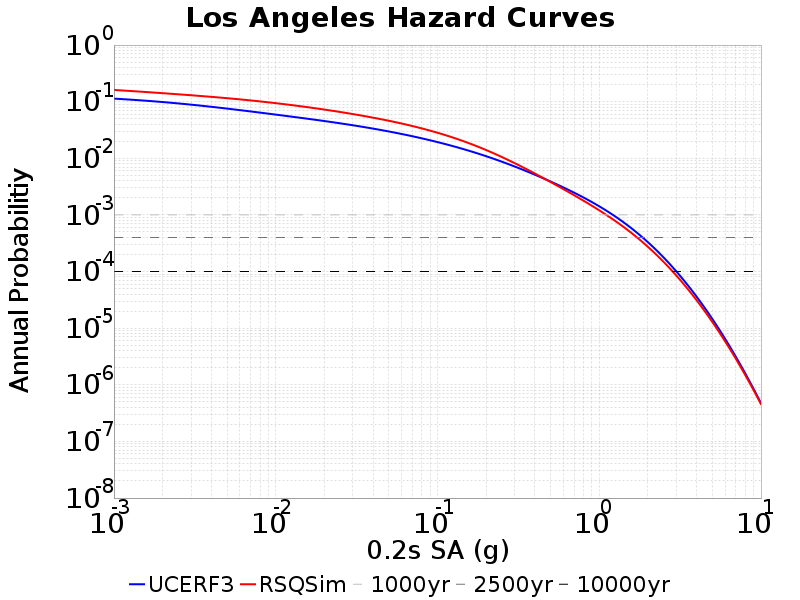 Los Angeles Hazard Curves
Annual Probabilitiy
10^0
10^-1
10^-2
10^-3
10^-4
10^-5
10^-6
10^-7
10^-8
10^-3 10^-2 10^-1 10^0 10^1
0.2s SA (g)
UCERF3 RSQSim 1000yr 2500yr 10000yr